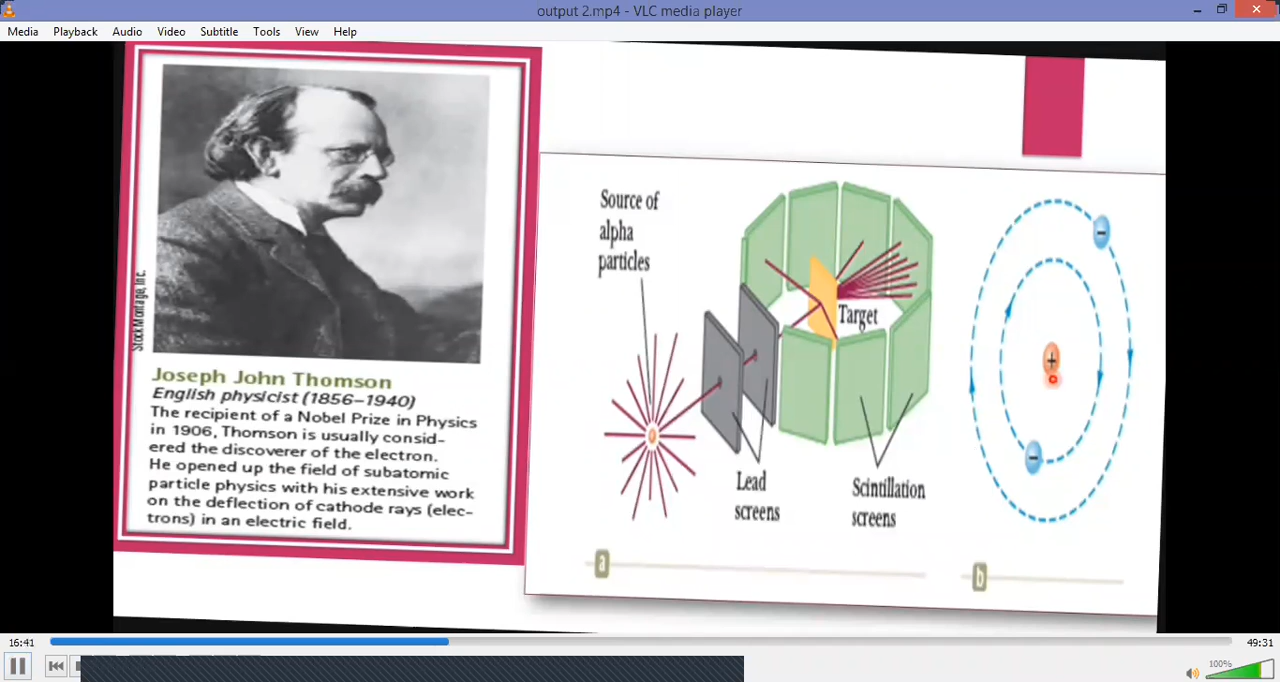 output 2.mp4 - VLC media player
Media Playback Audio Video Subtitle Tools View Help
StockMontage, Inc.
Joseph John Thomson
English physicist (1856–1940)
The recipient of a Nobel Prize in Physics
in 1906, Thomson is usually consid-
ered the discoverer of the electron.
He opened up the field of subatomic
particle physics with his extensive work
on the deflection of cathode rays (elec-
trons) in an electric field.
Source of
alpha
particles
Target
Lead
screens
Scintillation
screens
a
−
+
−
b
16:41
49:31
100%